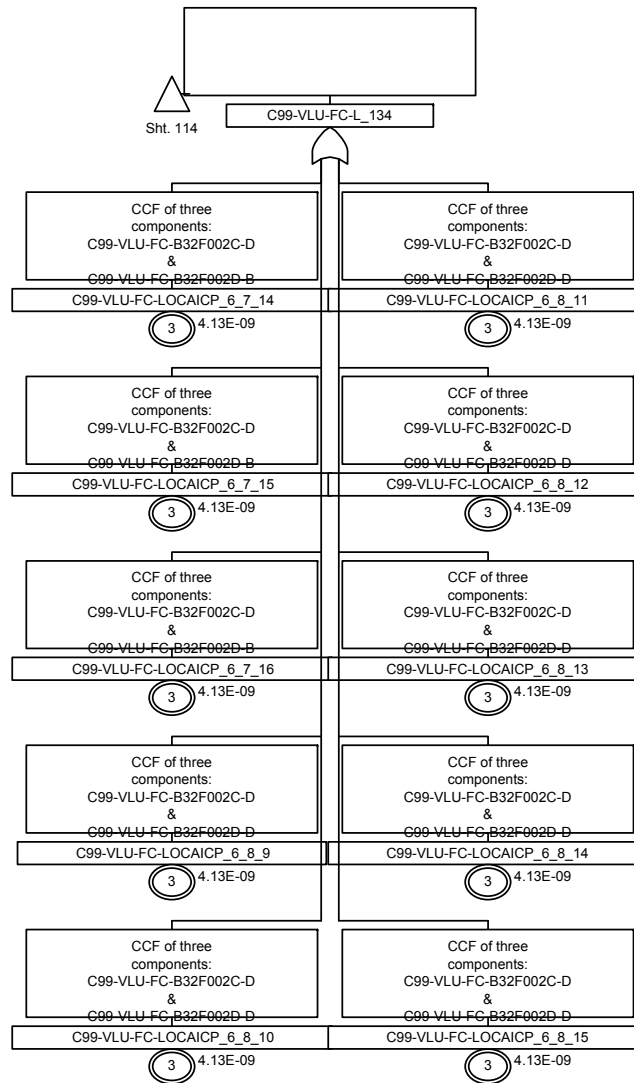 C99-VLU-FC-L_134
Sht. 114
CCF of three
components:
C99-VLU-FC-B32F002C-D
&
C99-VLU-FC-B32F002D-B
C99-VLU-FC-LOCAICP_6_7_14
3
4.13E-09
CCF of three
components:
C99-VLU-FC-B32F002C-D
&
C99-VLU-FC-B32F002D-D
C99-VLU-FC-LOCAICP_6_8_11
3
4.13E-09
CCF of three
components:
C99-VLU-FC-B32F002C-D
&
C99-VLU-FC-B32F002D-B
C99-VLU-FC-LOCAICP_6_7_15
3
4.13E-09
CCF of three
components:
C99-VLU-FC-B32F002C-D
&
C99-VLU-FC-B32F002D-D
C99-VLU-FC-LOCAICP_6_8_12
3
4.13E-09
CCF of three
components:
C99-VLU-FC-B32F002C-D
&
C99-VLU-FC-B32F002D-B
C99-VLU-FC-LOCAICP_6_7_16
3
4.13E-09
CCF of three
components:
C99-VLU-FC-B32F002C-D
&
C99-VLU-FC-B32F002D-D
C99-VLU-FC-LOCAICP_6_8_13
3
4.13E-09
CCF of three
components:
C99-VLU-FC-B32F002C-D
&
C99-VLU-FC-B32F002D-D
C99-VLU-FC-LOCAICP_6_8_9
3
4.13E-09
CCF of three
components:
C99-VLU-FC-B32F002C-D
&
C99-VLU-FC-B32F002D-D
C99-VLU-FC-LOCAICP_6_8_14
3
4.13E-09
CCF of three
components:
C99-VLU-FC-B32F002C-D
&
C99-VLU-FC-B32F002D-D
C99-VLU-FC-LOCAICP_6_8_10
3
4.13E-09
CCF of three
components:
C99-VLU-FC-B32F002C-D
&
C99-VLU-FC-B32F002D-D
C99-VLU-FC-LOCAICP_6_8_15
3
4.13E-09